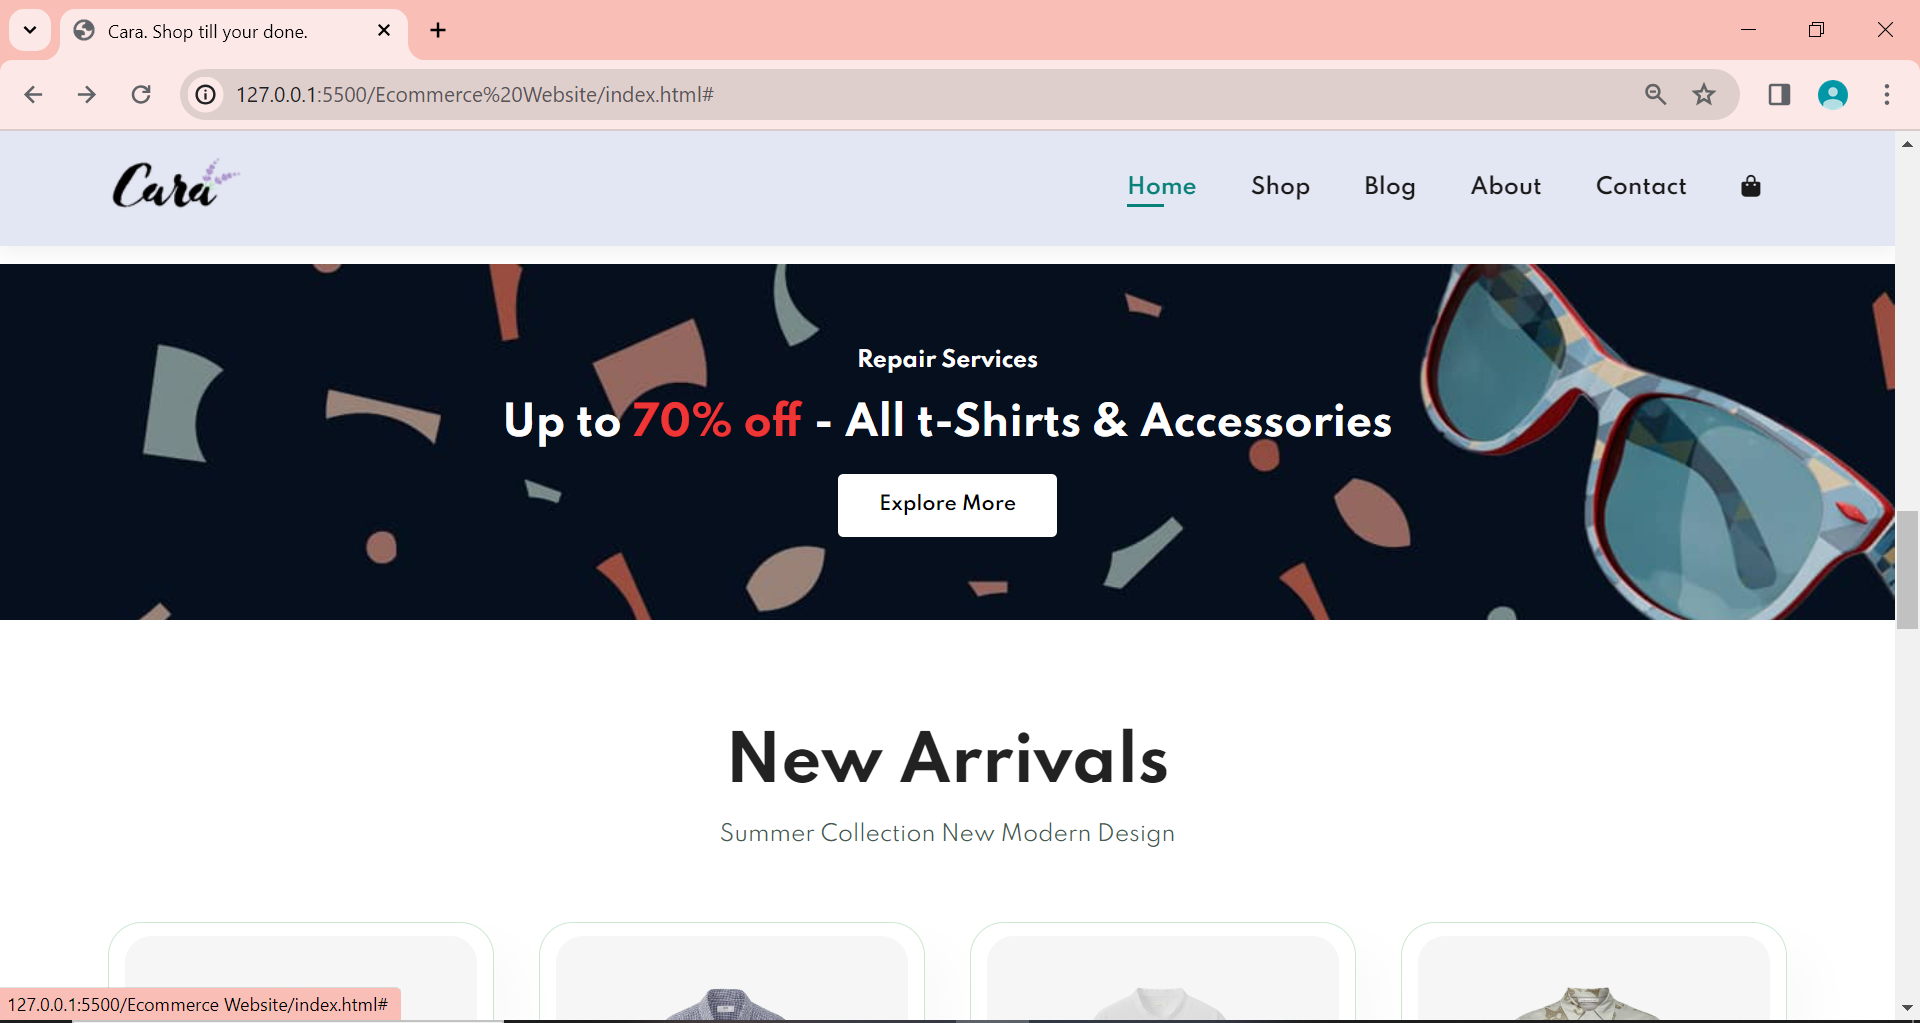 Cara. Shop till your done.
127.0.0.1:5500/Ecommerce%20Website/index.html#
Cara
Home Shop Blog About Contact
Repair Services
Up to 70% off - All t-Shirts & Accessories
Explore More
New Arrivals
Summer Collection New Modern Design
127.0.0.1:5500/Ecommerce Website/index.html#